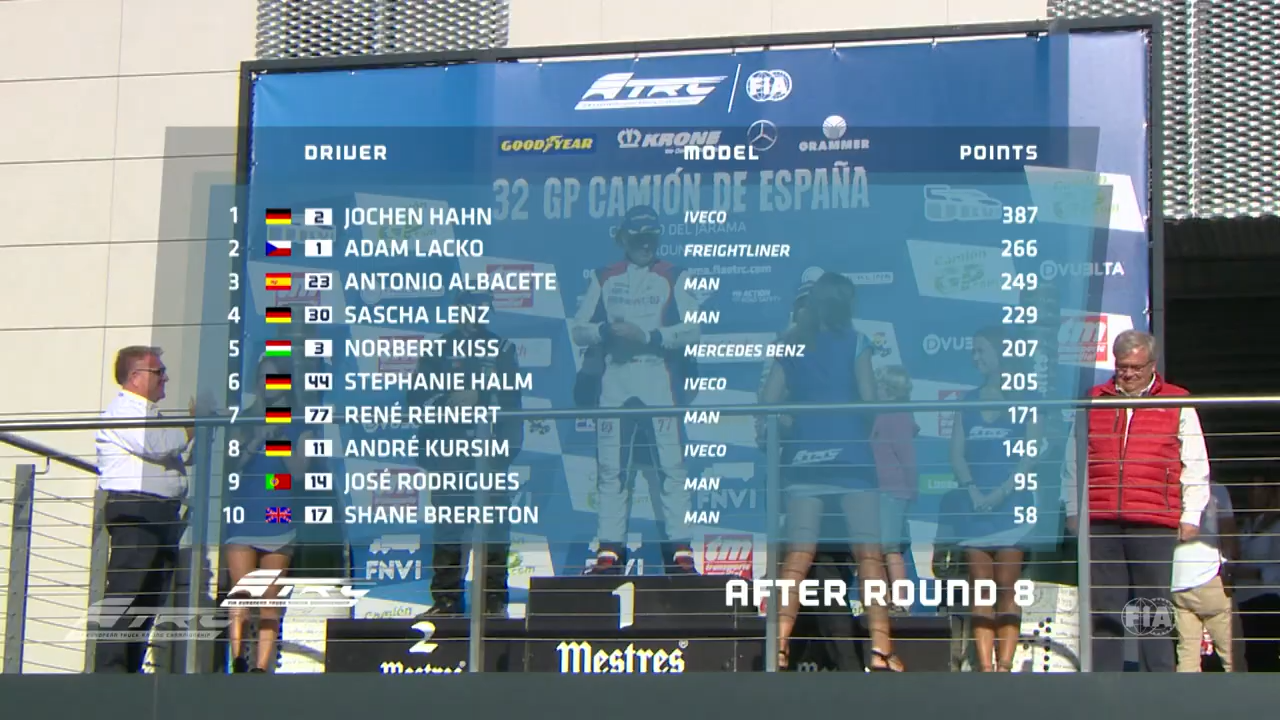 ETRC FIA
GOODYEAR KRONE GRAMMER
DRIVER MODEL POINTS
32 GP CAMIÓN DE ESPAÑA
1 2 JOCHEN HAHN IVECO 387
2 1 ADAM LACKO FREIGHTLINER 266
3 23 ANTONIO ALBACETE MAN 249
4 30 SASCHA LENZ MAN 229
5 3 NORBERT KISS MERCEDES BENZ 207
6 44 STEPHANIE HALM IVECO 205
7 77 RENÉ REINERT MAN 171
8 11 ANDRÉ KURSIM IVECO 146
9 14 JOSÉ RODRIGUES MAN 95
10 17 SHANE BRERETON MAN 58
DVUELTA
FNVI
tm
ETRC
AFTER ROUND 8
ETRC
FIA
1
2
Mestres
Mestres